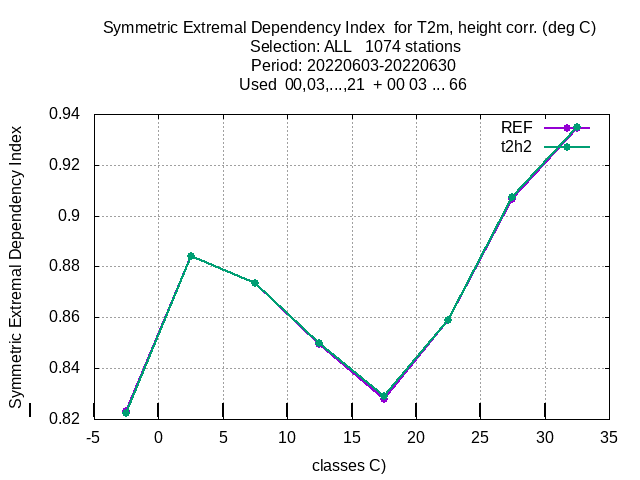 Symmetric Extremal Dependency Index  for T2m, height corr. (deg C)
Selection: ALL   1074 stations
Period: 20220603-20220630
Used  00,03,...,21  + 00 03 ... 66
Symmetric Extremal Dependency Index
0.94
0.92
0.9
0.88
0.86
0.84
0.82
REF
t2h2
-5 0 5 10 15 20 25 30 35
classes C)